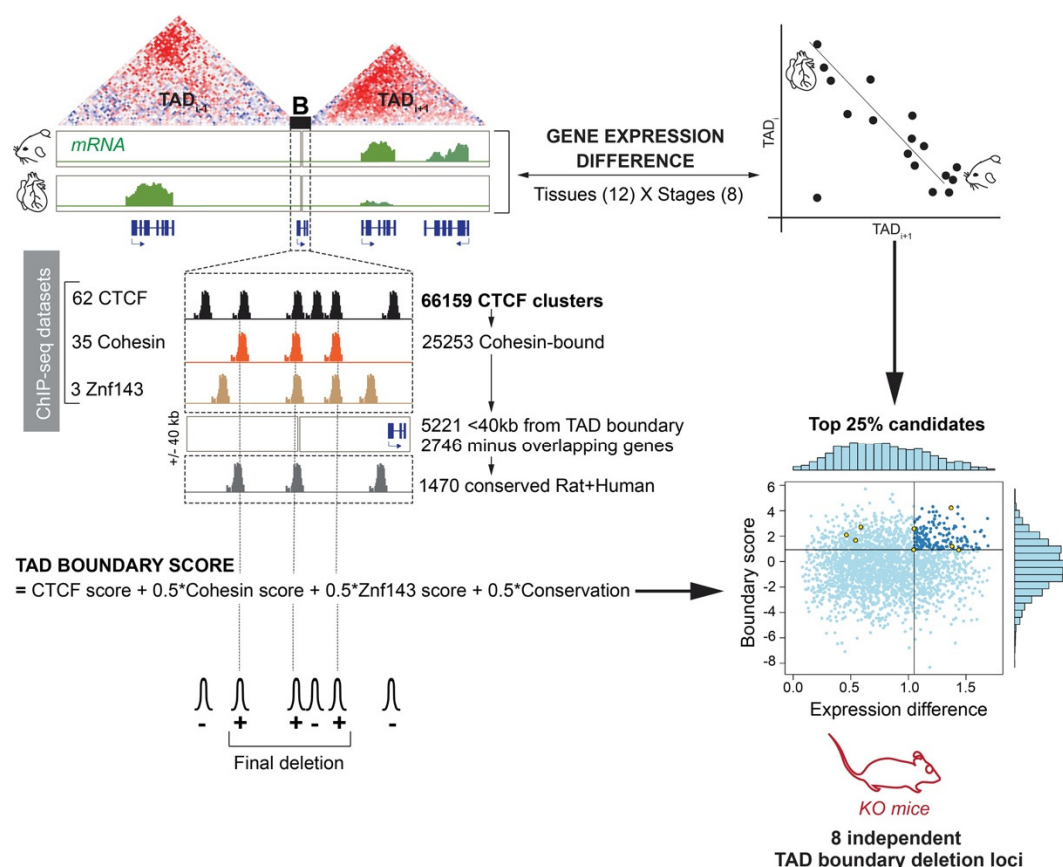 TADi-1
B
TADi+1
mRNA
GENE EXPRESSION
DIFFERENCE
Tissues (12) X Stages (8)
TADi
TADi+1
ChIP-seq datasets
62 CTCF
35 Cohesin
3 Znf143
66159 CTCF clusters
25253 Cohesin-bound
+/- 40 kb
5221 <40kb from TAD boundary
2746 minus overlapping genes
1470 conserved Rat+Human
TAD BOUNDARY SCORE
= CTCF score + 0.5*Cohesin score + 0.5*Znf143 score + 0.5*Conservation
- + + - + -
Final deletion
Top 25% candidates
Boundary score
6
4
2
0
-2
-4
-6
-8
0.0 0.5 1.0 1.5
Expression difference
KO mice
8 independent
TAD boundary deletion loci